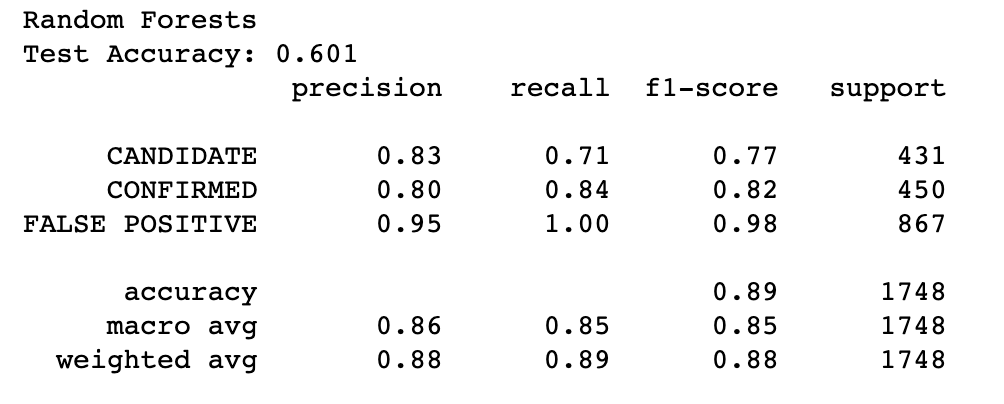 Random Forests
Test Accuracy: 0.601
precision recall f1-score support
CANDIDATE 0.83 0.71 0.77 431
CONFIRMED 0.80 0.84 0.82 450
FALSE POSITIVE 0.95 1.00 0.98 867
accuracy 0.89 1748
macro avg 0.86 0.85 0.85 1748
weighted avg 0.88 0.89 0.88 1748